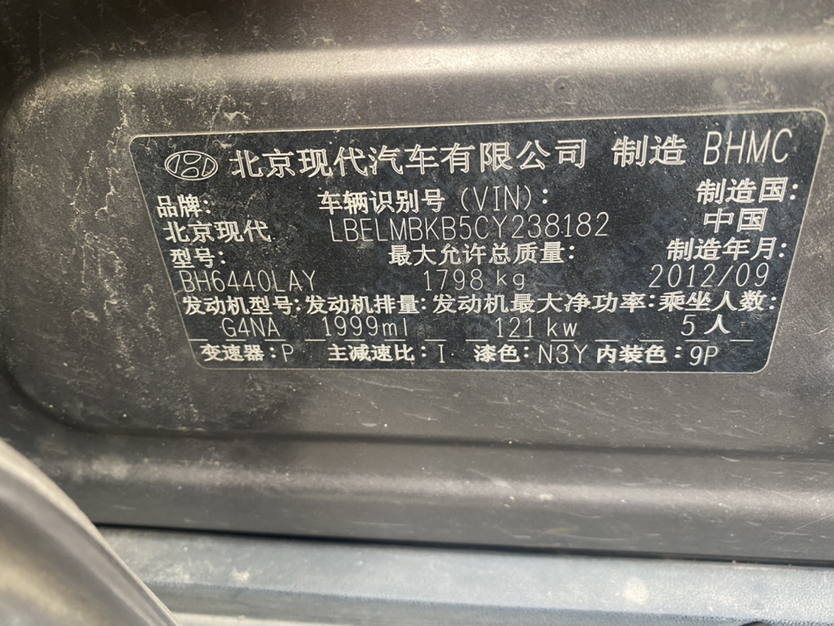 北京现代汽车有限公司 制造 BHMC
品牌: 车辆识别号(VIN): 制造国:
北京现代 LBELMBKB5CY238182 中国
型号: 最大允许总质量: 制造年月:
BH6440LAY 1798 kg 2012/09
发动机型号: 发动机排量: 发动机最大净功率: 乘坐人数:
G4NA 1999ml 121 kw 5人
变速器: P 主减速比: I 漆色: N3Y 内装色: 9P